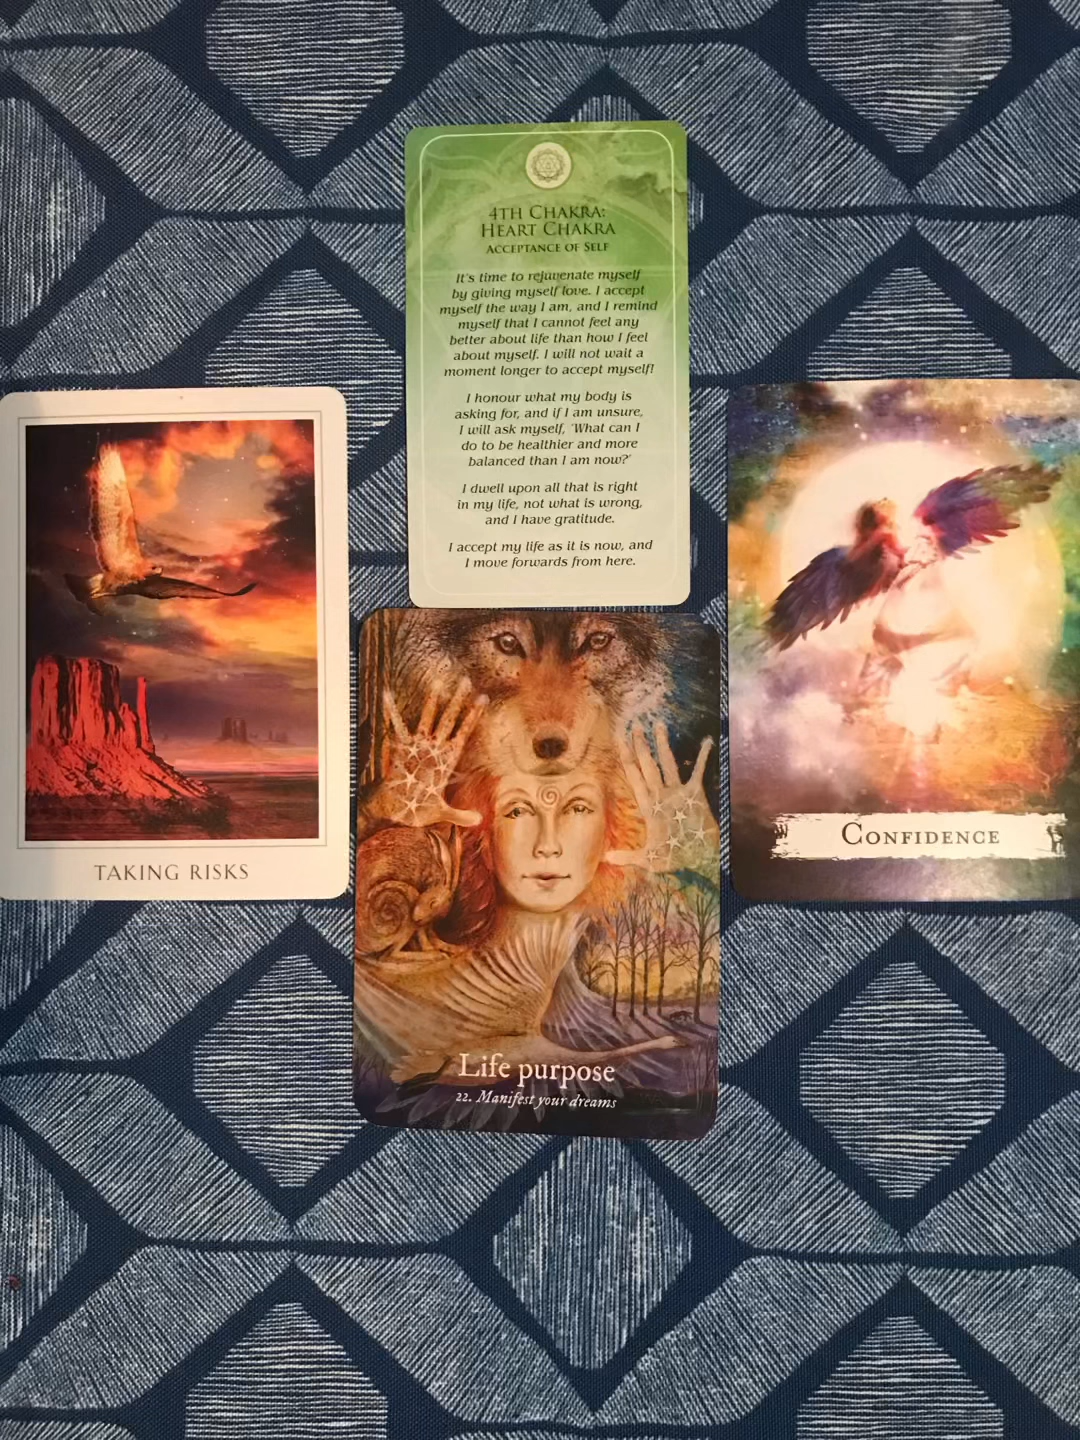 4TH CHAKRA:
HEART CHAKRA
ACCEPTANCE OF SELF
It's time to rejuvenate myself
by giving myself love. I accept
myself the way I am, and I remind
myself that I cannot feel any
better about life than how I feel
about myself. I will not wait a
moment longer to accept myself!
I honour what my body is
asking for, and if I am unsure,
I will ask myself, 'What can I
do to be healthier and more
balanced than I am now?'
I dwell upon all that is right
in my life, not what is wrong,
and I have gratitude.
I accept my life as it is now, and
I move forwards from here.
TAKING RISKS
CONFIDENCE
Life purpose
22. Manifest your dreams